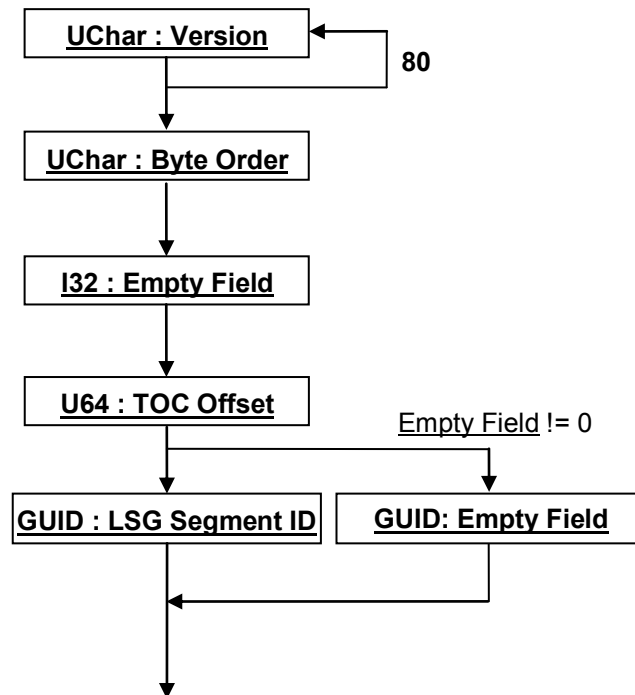 UChar : Version
80
UChar : Byte Order
I32 : Empty Field
U64 : TOC Offset
Empty Field != 0
GUID : LSG Segment ID
GUID: Empty Field